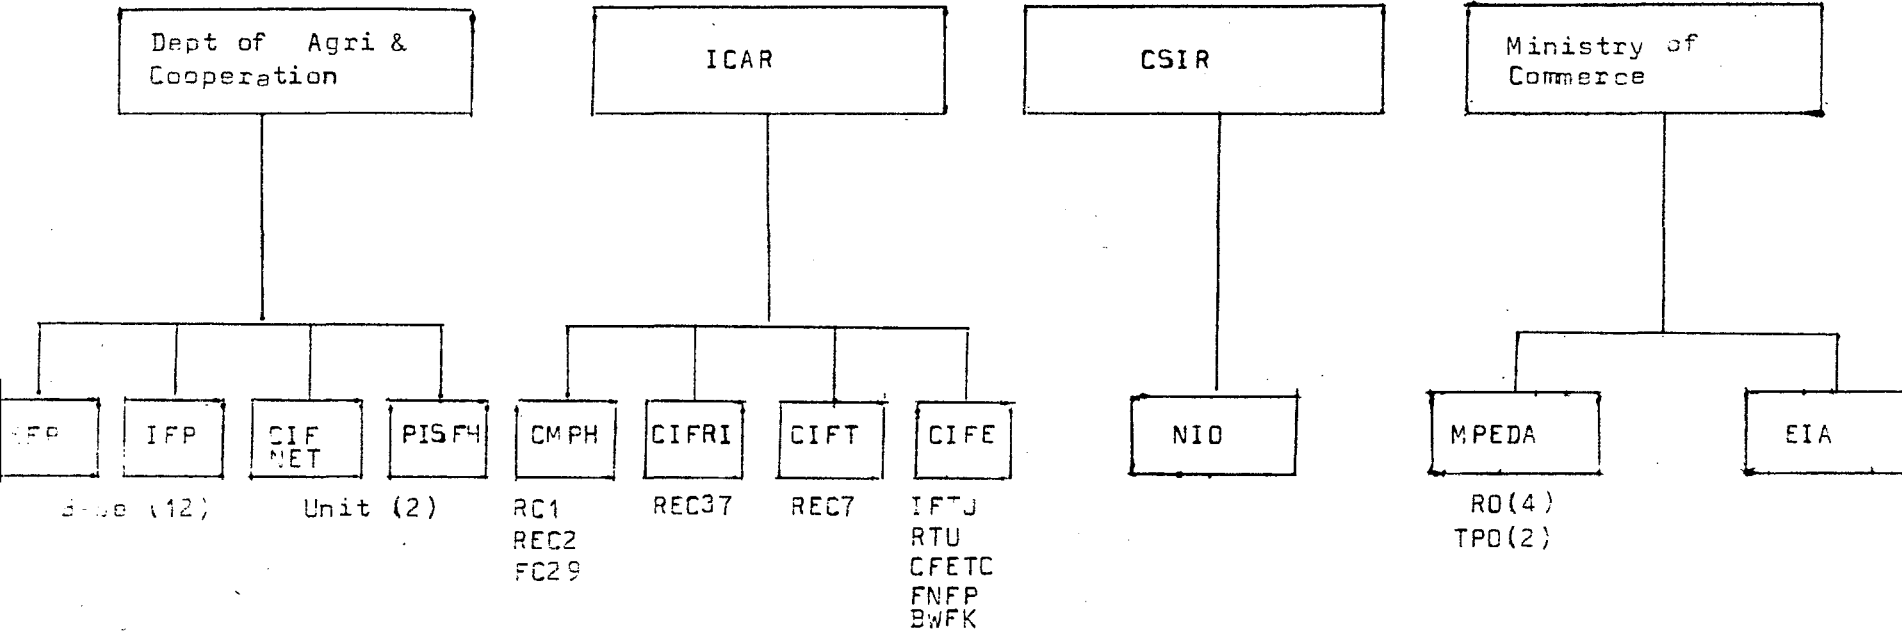 Dept of Agri &
Cooperation
ICAR
CSIR
Ministry of
Commerce
IFP
CIF
NET
PISFH
CMPH
CIFRI
CIFT
CIFE
NIO
MPEDA
EIA
(12)
Unit (2)
RC1
REC2
FC29
REC37
REC7
RTU
CFETC
FNFP
BWFK
RO(4)
TPO(2)